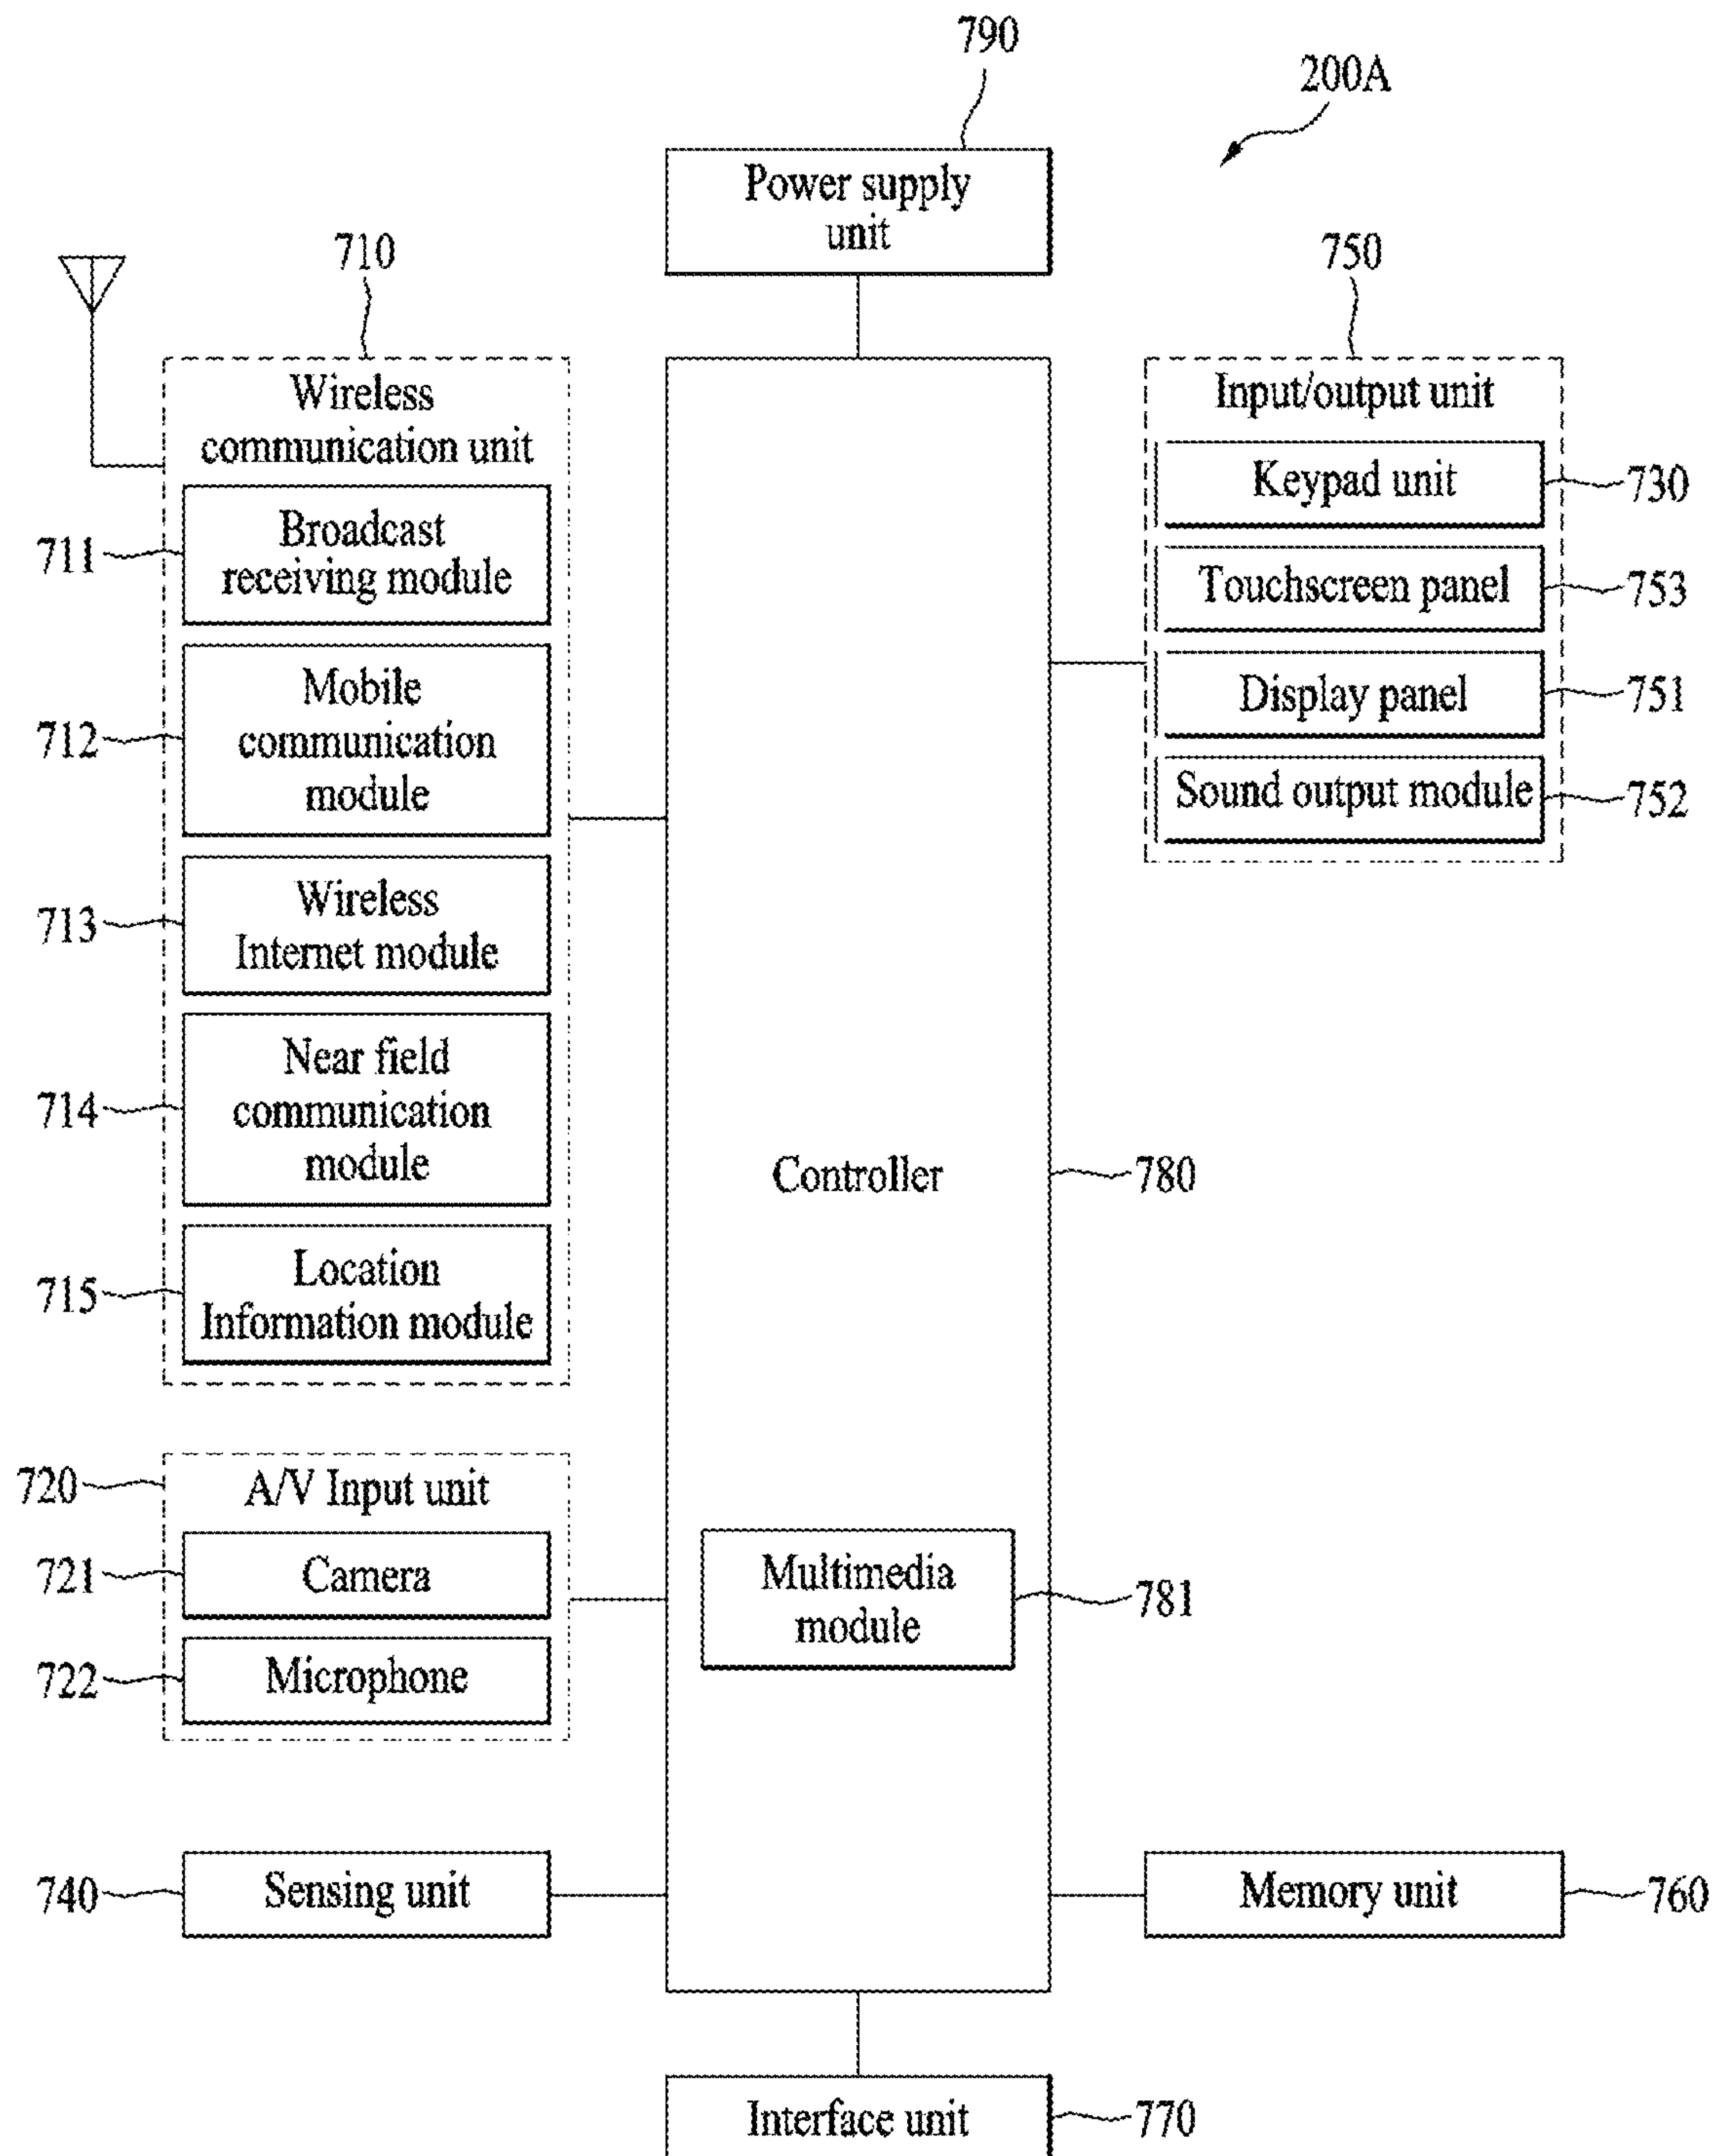 790
200A
Power supply
unit
710
Wireless
communication unit
711
Broadcast
receiving module
712
Mobile
communication
module
713
Wireless
Internet module
714
Near field
communication
module
715
Location
Information module
720
A/V Input unit
721
Camera
722
Microphone
740
Sensing unit
Controller
780
Multimedia
module
781
750
Input/output unit
Keypad unit
730
Touchscreen panel
753
Display panel
751
Sound output module
752
Memory unit
760
Interface unit
770